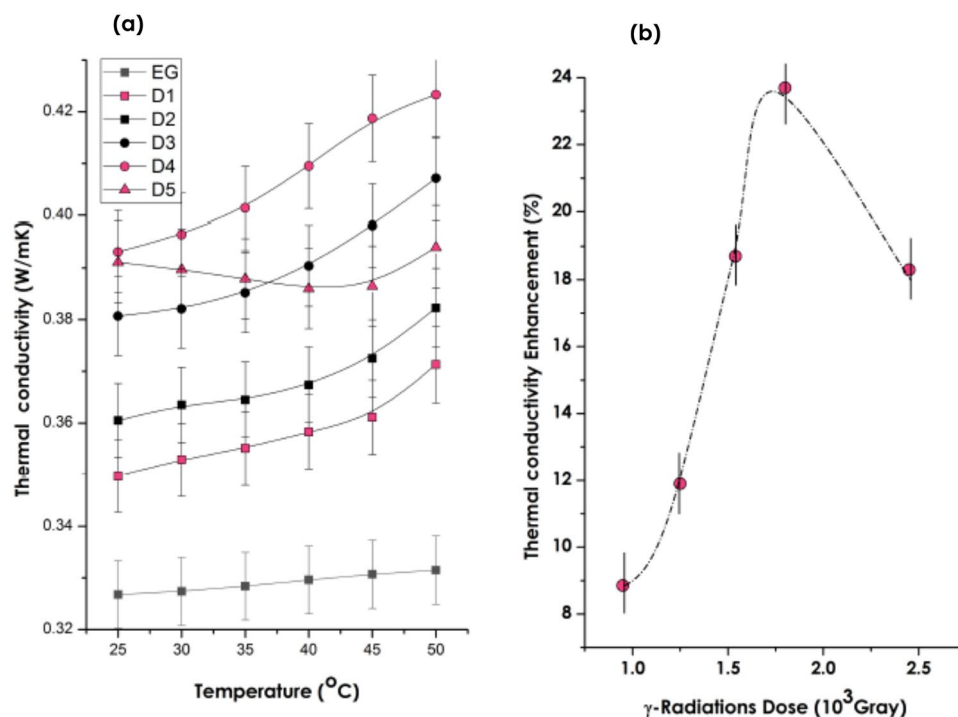 (a)
EG
D1
D2
D3
D4
D5
0.42
0.40
0.38
0.36
0.34
0.32
Thermal conductivity (W/mK)
25 30 35 40 45 50
Temperature (°C)
(b)
24
22
20
18
16
14
12
10
8
Thermal conductivity Enhancement (%)
1.0 1.5 2.0 2.5
γ-Radiations Dose (10³Gray)